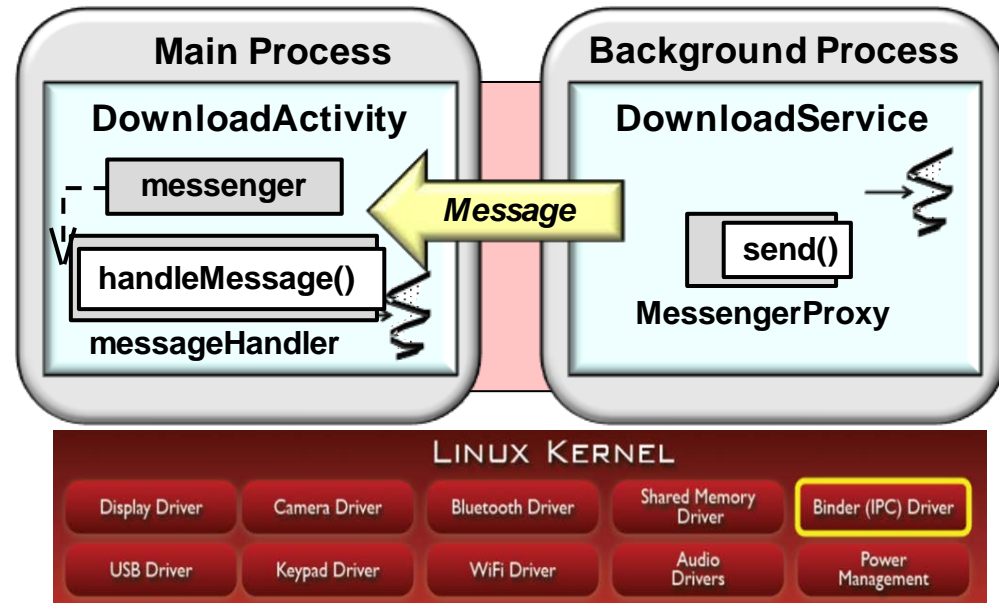 Main Process
Background Process
DownloadActivity
DownloadService
messenger
Message
handleMessage()
send()
messageHandler
MessengerProxy
LINUX KERNEL
Display Driver
Camera Driver
Bluetooth Driver
Shared Memory
Driver
Binder (IPC) Driver
USB Driver
Keypad Driver
WiFi Driver
Audio
Drivers
Power
Management